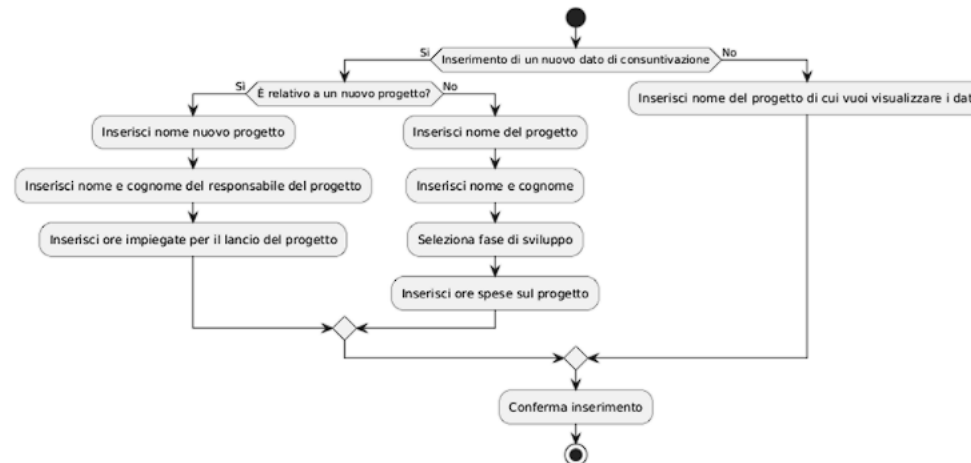 Si
Inserimento di un nuovo dato di consuntivazione
No
Sì
È relativo a un nuovo progetto?
No
Inserisci nome del progetto di cui vuoi visualizzare i dat
Inserisci nome nuovo progetto
Inserisci nome del progetto
Inserisci nome e cognome del responsabile del progetto
Inserisci nome e cognome
Inserisci ore impiegate per il lancio del progetto
Seleziona fase di sviluppo
Inserisci ore spese sul progetto
Conferma inserimento